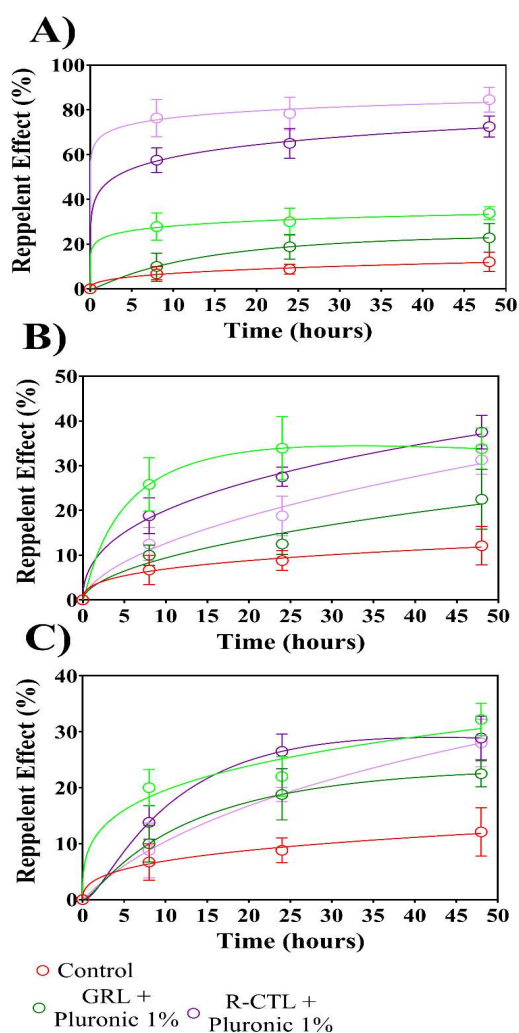 A)
Reppelent Effect (%)
100
80
60
40
20
0
0 5 10 15 20 25 30 35 40 45 50
Time (hours)
B)
Reppelent Effect (%)
50
40
30
20
10
0
0 5 10 15 20 25 30 35 40 45 50
Time (hours)
C)
Reppelent Effect (%)
40
30
20
10
0
0 5 10 15 20 25 30 35 40 45 50
Time (hours)
Control
GRL +
Pluronic 1%
R-CTL +
Pluronic 1%